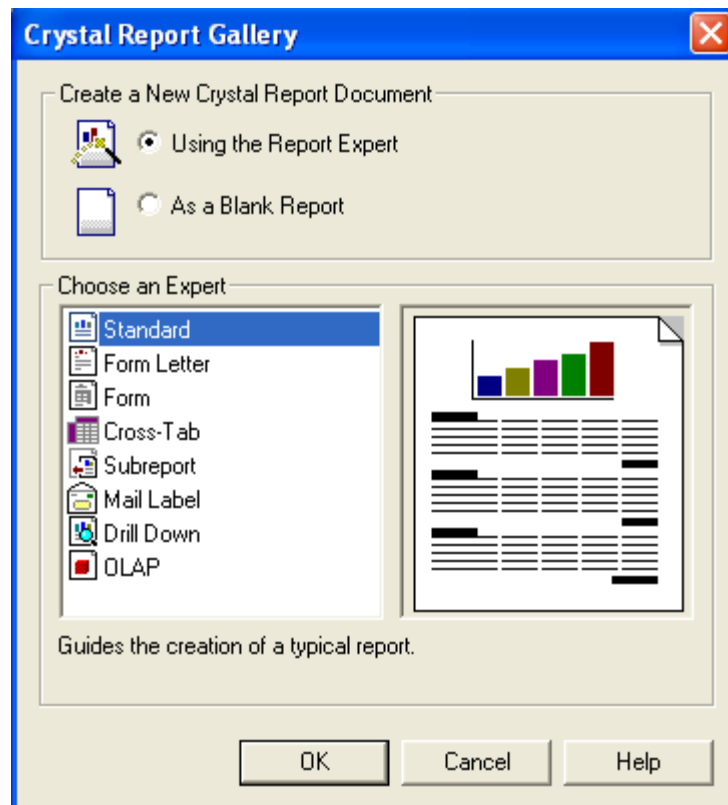 Crystal Report Gallery
Create a New Crystal Report Document
Using the Report Expert
As a Blank Report
Choose an Expert
Standard
Form Letter
Form
Cross-Tab
Subreport
Mail Label
Drill Down
OLAP
Guides the creation of a typical report.
OK Cancel Help